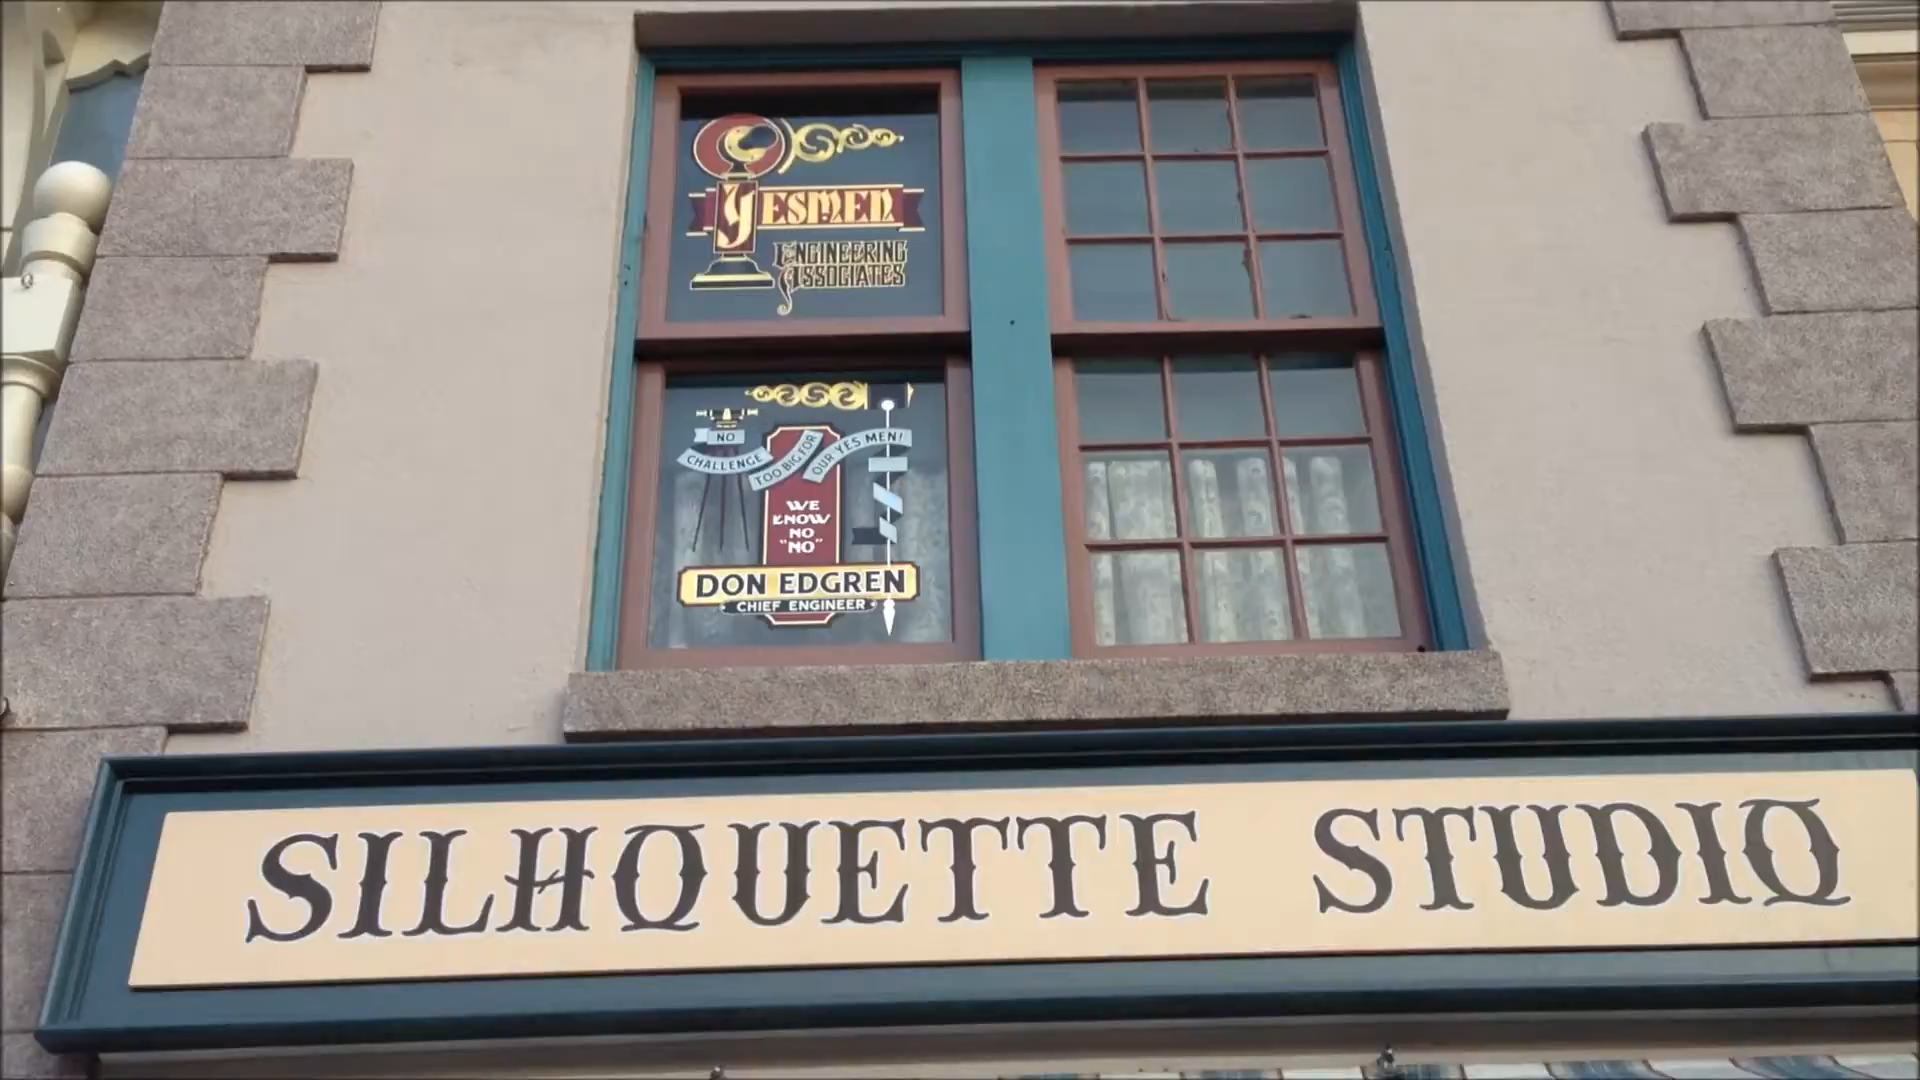 YESMEN
ENGINEERING
ASSOCIATES
NO
CHALLENGE
TOO BIG FOR
OUR YES MEN!
WE
KNOW
NO
"NO"
DON EDGREN
CHIEF ENGINEER
SILHOUETTE STUDIO